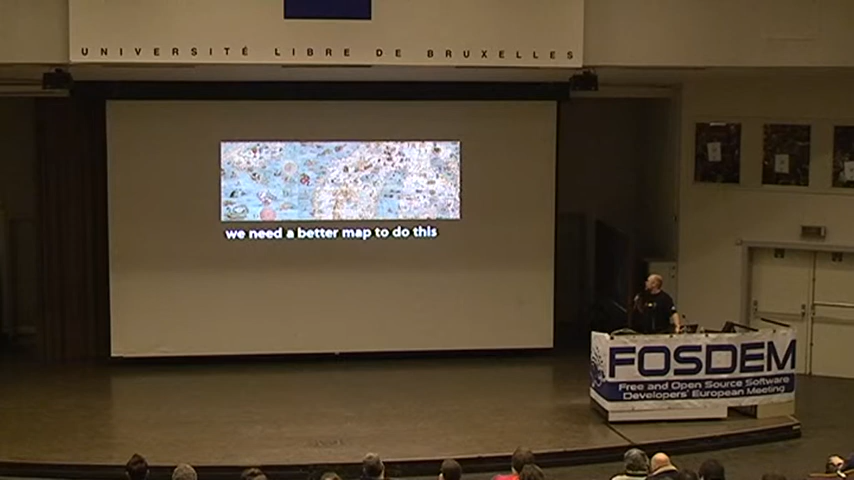 UNIVERSITÉ LIBRE DE BRUXELLES
we need a better map to do this
FOSDEM
Free and Open Source Software
Developers' European Meeting